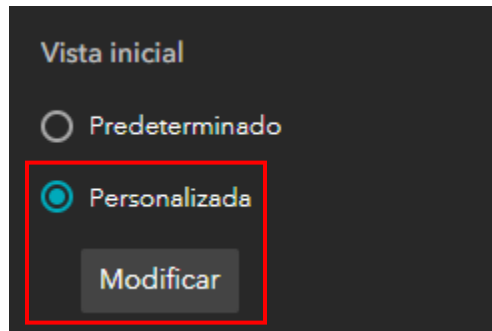 Vista inicial
Predeterminado
Personalizada
Modificar